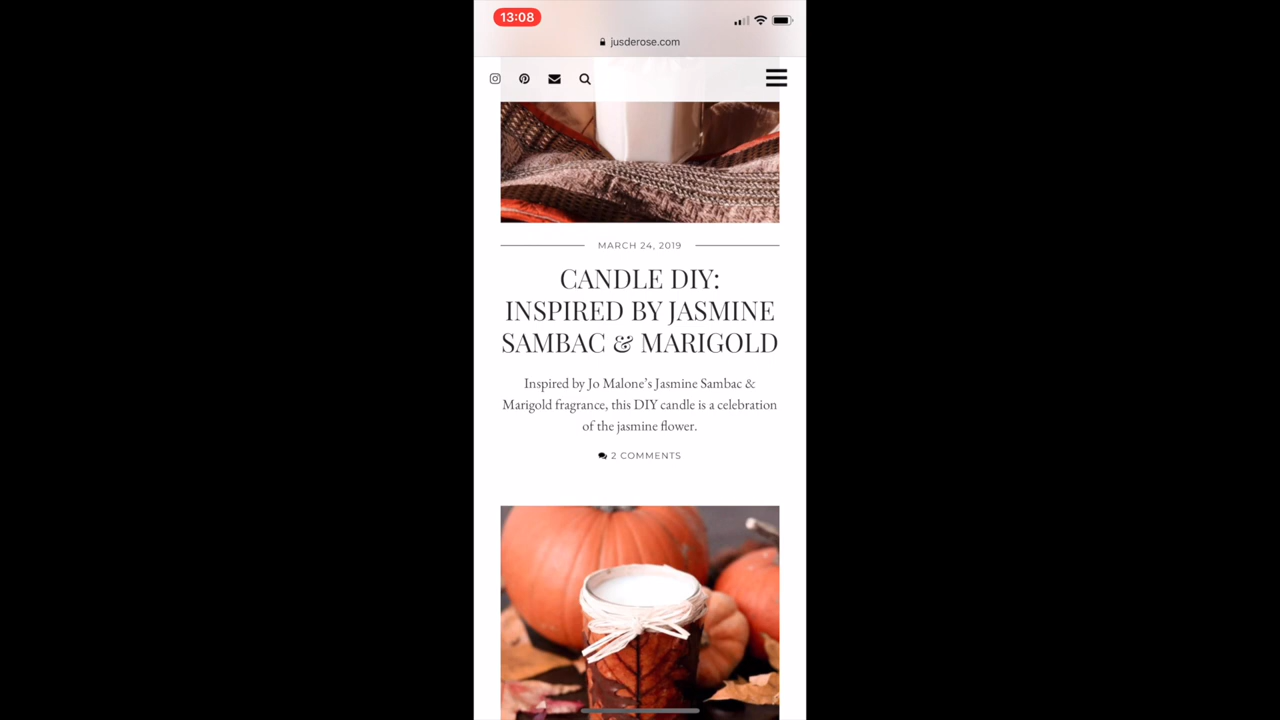 13:08
jusderose.com
MARCH 24, 2019
CANDLE DIY:
INSPIRED BY JASMINE
SAMBAC & MARIGOLD
Inspired by Jo Malone’s Jasmine Sambac &
Marigold fragrance, this DIY candle is a celebration
of the jasmine flower.
2 COMMENTS